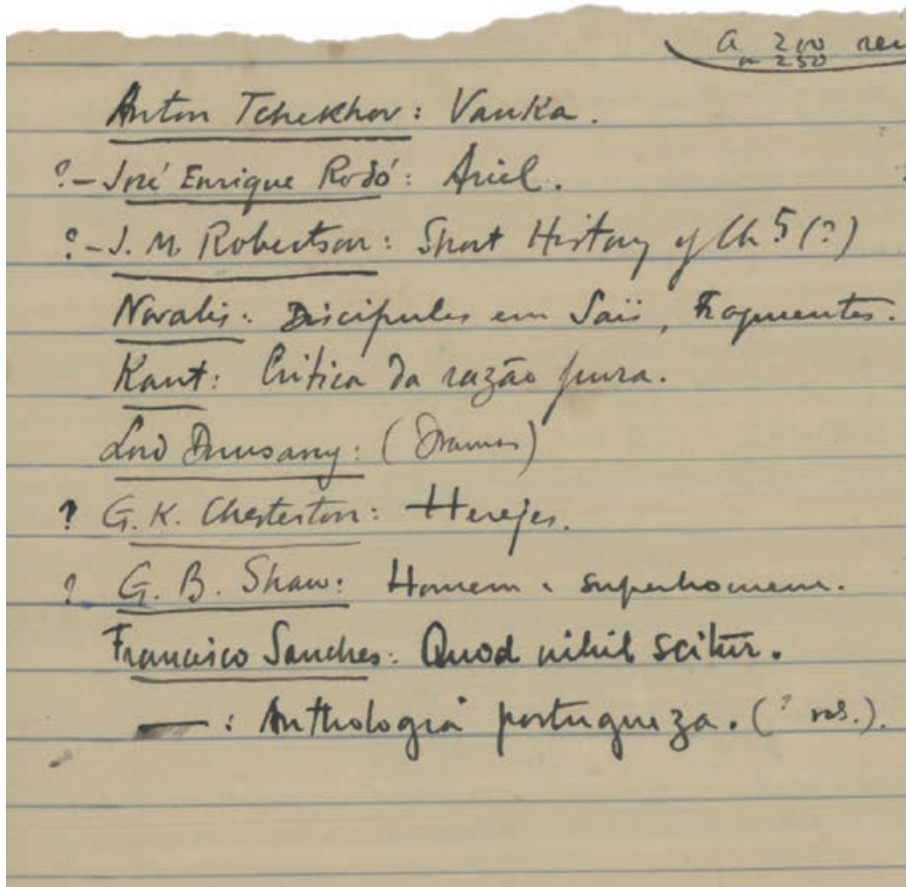 a 200 rei
ou 250
Anton Tchekhov: Vanka.
?- José Enrique Rodó: Ariel.
?- J. M. Robertson: Short History of Ch 5 (?)
Novalis: Discipulos em Saïs, Fragmentos.
Kant: Critica da razão pura.
Lord Dunsany: (Dramas)
? G. K. Chesterton: Herejes.
? G. B. Shaw: Homem e superhomem.
Francisco Sanches: Quod nihil scitur.
—: Anthologia portugueza. (? vols.).